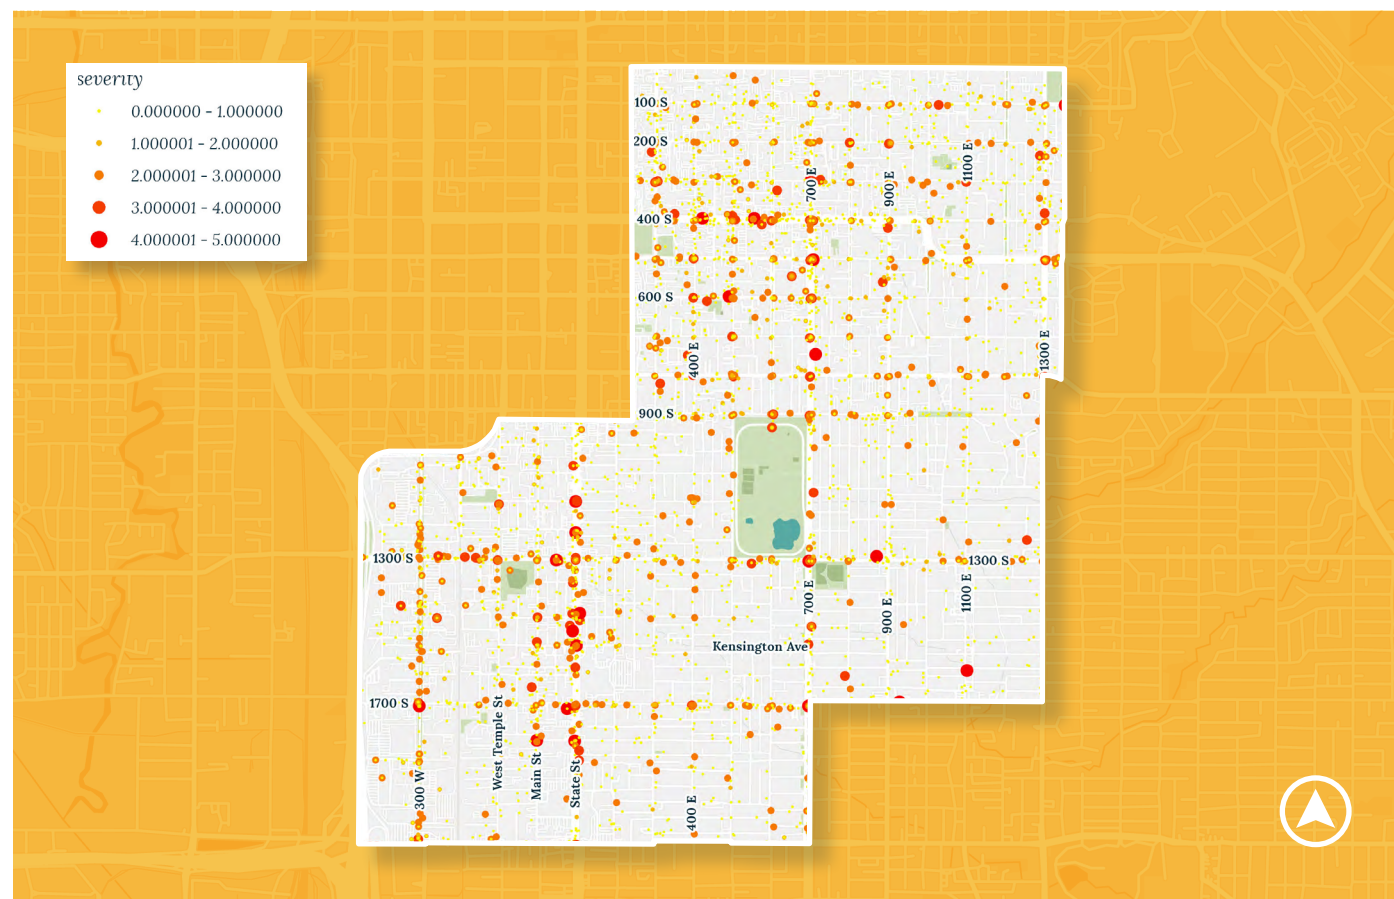 severity
0.000000 - 1.000000
1.000001 - 2.000000
2.000001 - 3.000000
3.000001 - 4.000000
4.000001 - 5.000000
100 S
200 S
1100 E
700 E
900 E
400 S
600 S
1300 E
400 E
900 S
1300 S
1300 S
1100 E
700 E
900 E
Kensington Ave
1700 S
West Temple St
Main St
State St
300 W
400 E